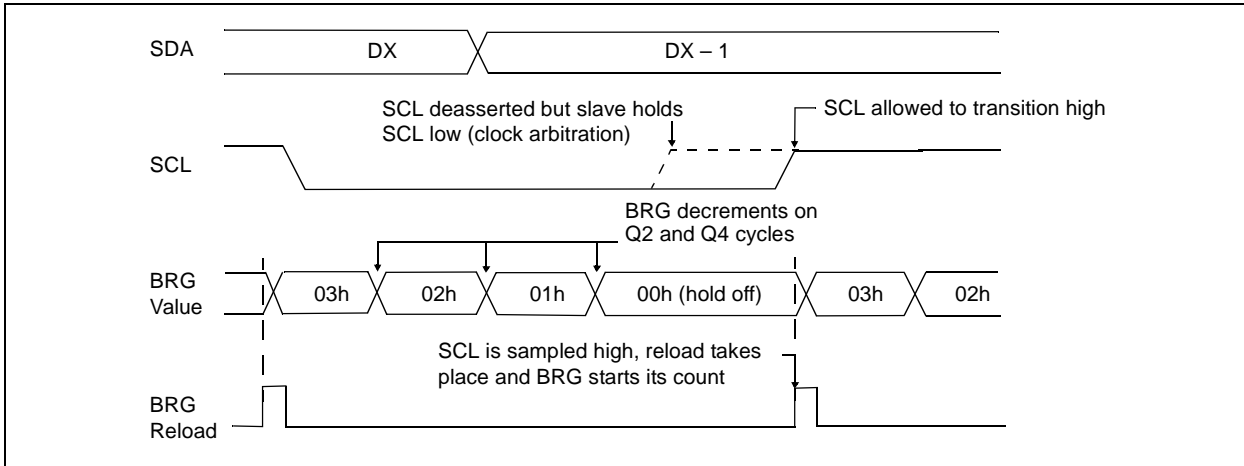 SDA
DX
DX – 1
SCL deasserted but slave holds
SCL low (clock arbitration)
SCL allowed to transition high
SCL
BRG decrements on
Q2 and Q4 cycles
BRG
Value
03h
02h
01h
00h (hold off)
03h
02h
SCL is sampled high, reload takes
place and BRG starts its count
BRG
Reload